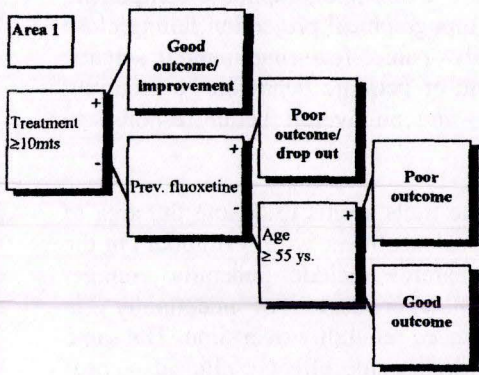 Area 1
Good
outcome/
improvement
Treatment
≥10mts
+
-
Poor
outcome/
drop out
Prev. fluoxetine
+
-
Age
≥ 55 ys.
+
-
Poor
outcome
Good
outcome